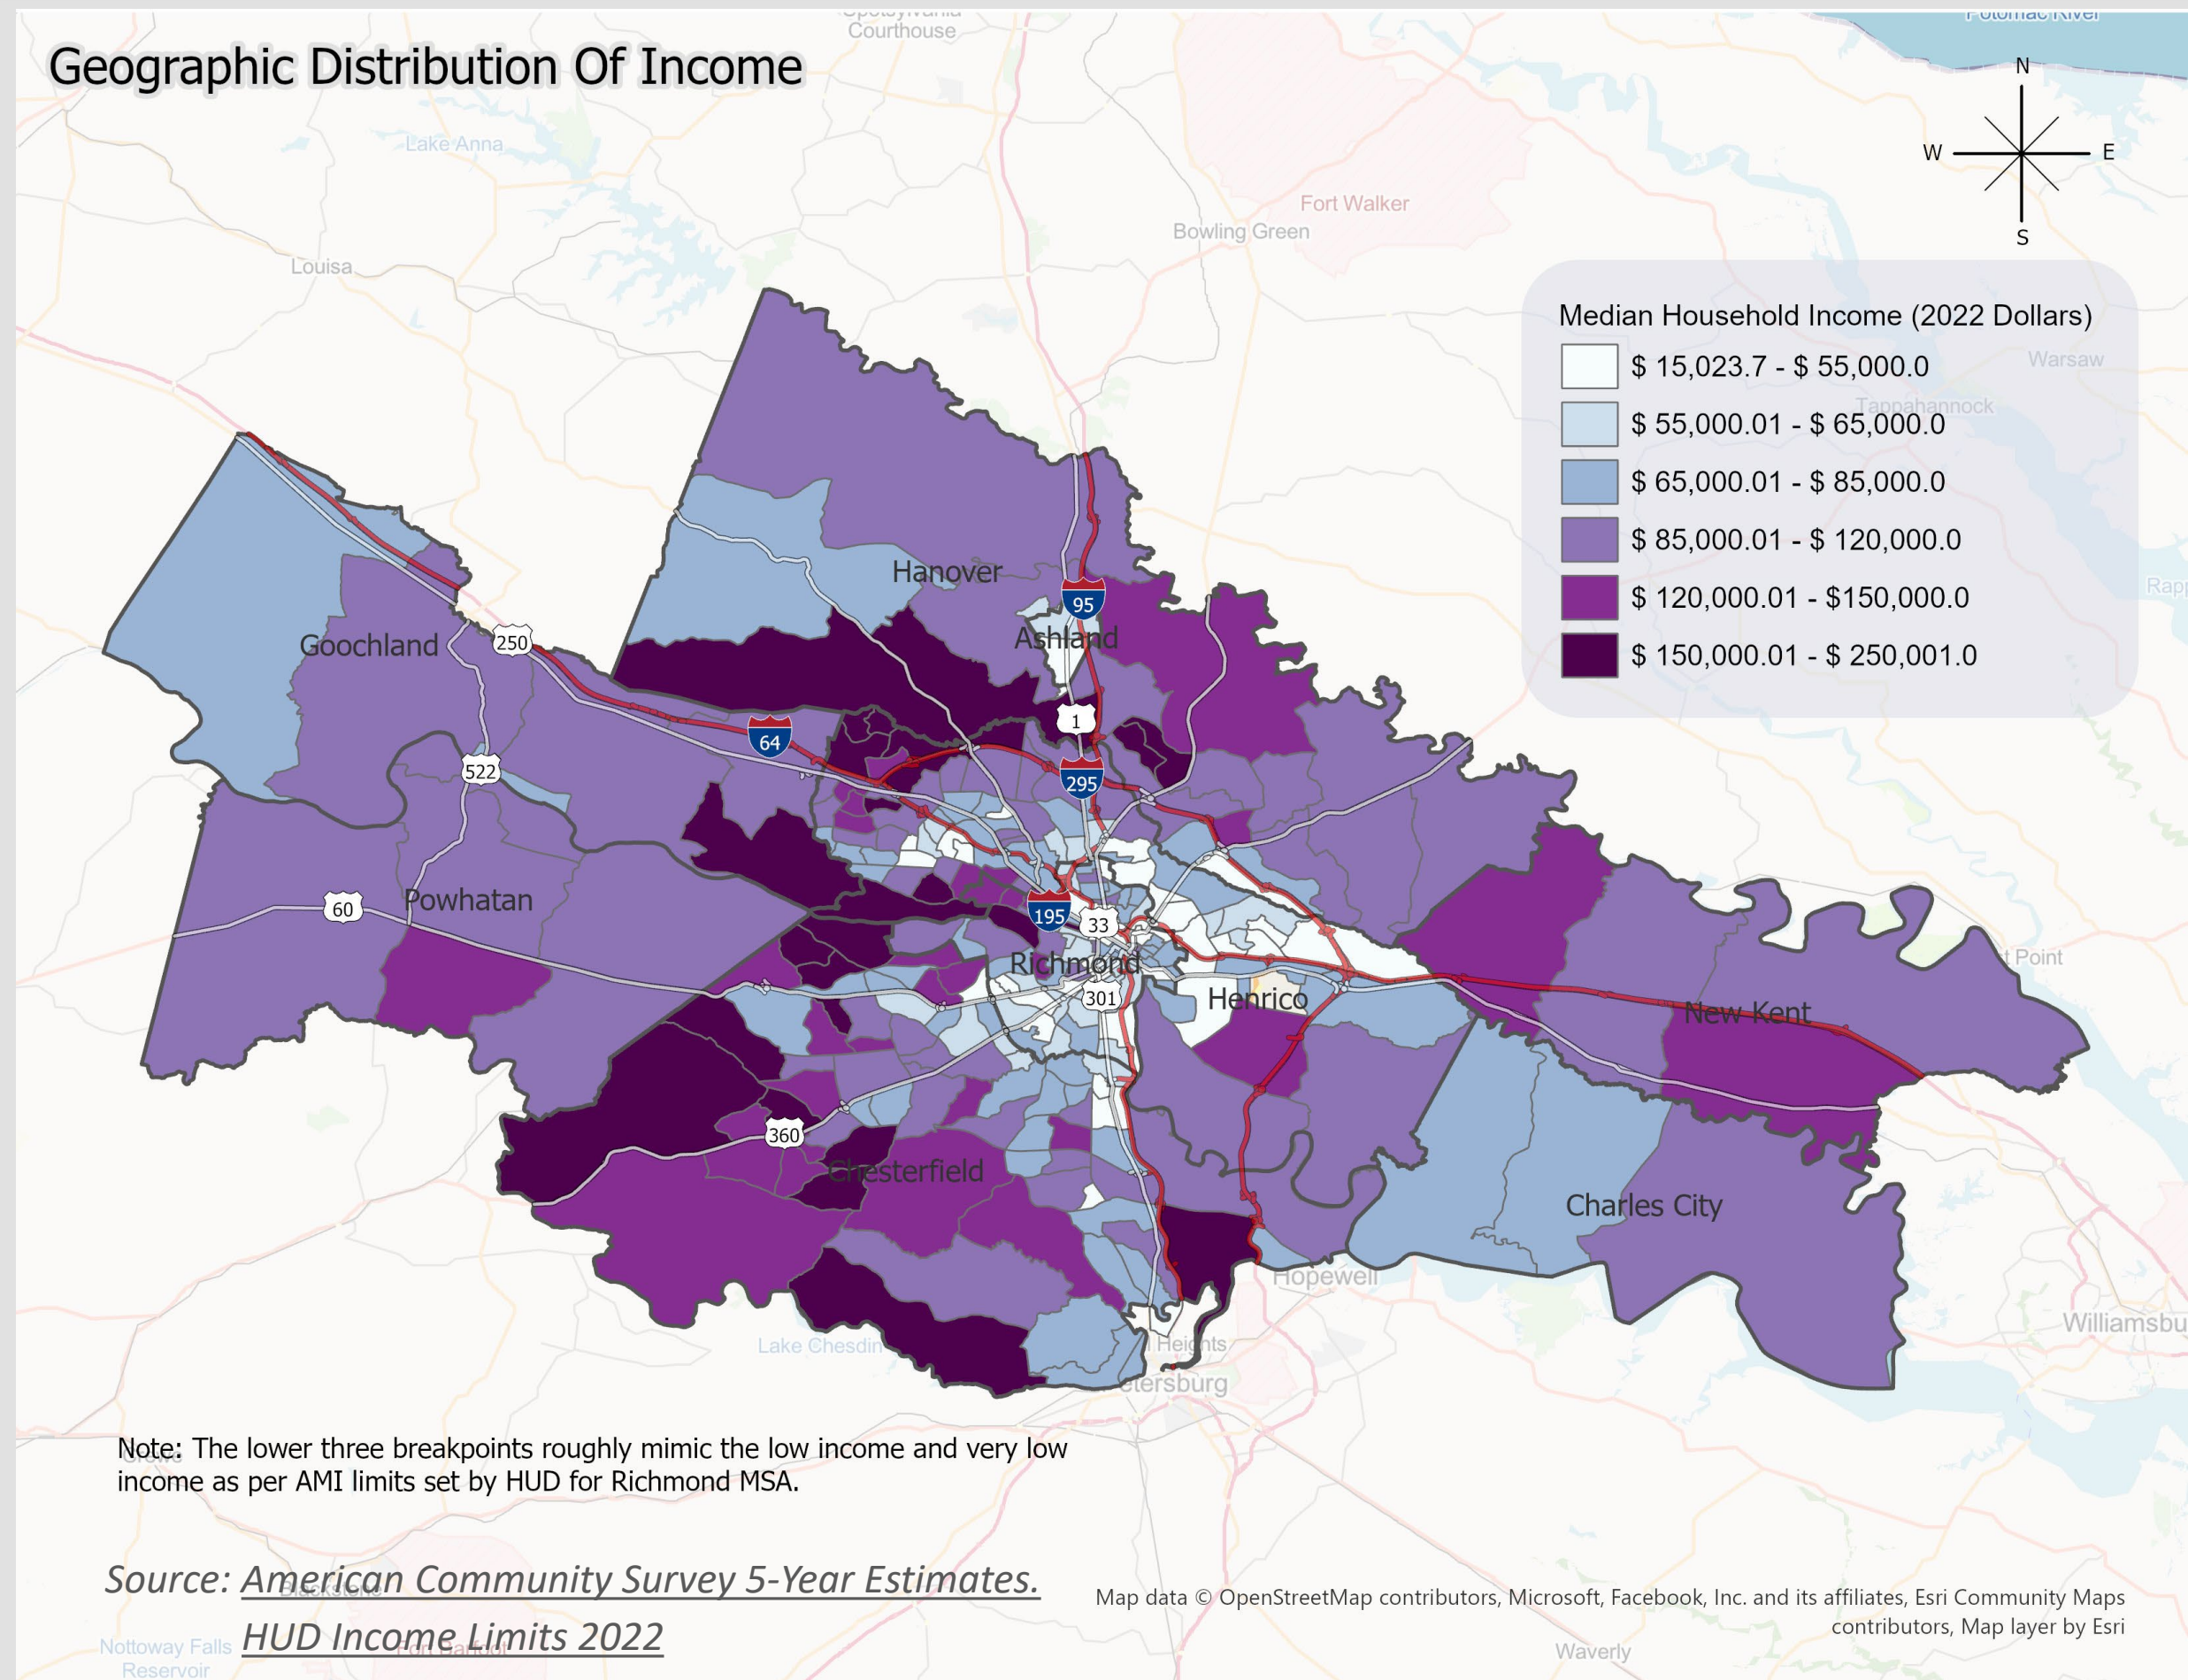 Potomac River
Courthouse
Geographic Distribution Of Income
N
W
E
S
Lake Anna
Fort Walker
Bowling Green
Louisa
Median Household Income (2022 Dollars)
$ 15,023.7 - $ 55,000.0
Warsaw
$ 55,000.01 - $ 65,000.0
Tappahannock
$ 65,000.01 - $ 85,000.0
$ 85,000.01 - $ 120,000.0
$ 120,000.01 - $150,000.0
$ 150,000.01 - $ 250,001.0
Hanover
95
Ashland
Goochland
250
1
64
522
295
Powhatan
60
195
33
Richmond
t Point
301
Henrico
New Kent
360
Chesterfield
Charles City
Hopewell
Williamsbu
Lake Chesdin
Heights
etersburg
Note: The lower three breakpoints roughly mimic the low income and very low
income as per AMI limits set by HUD for Richmond MSA.
Source: American Community Survey 5-Year Estimates.
Blackstone
HUD Income Limits 2022
Fort Barfoot
Map data © OpenStreetMap contributors, Microsoft, Facebook, Inc. and its affiliates, Esri Community Maps
contributors, Map layer by Esri
Nottoway Falls
Reservoir
Waverly